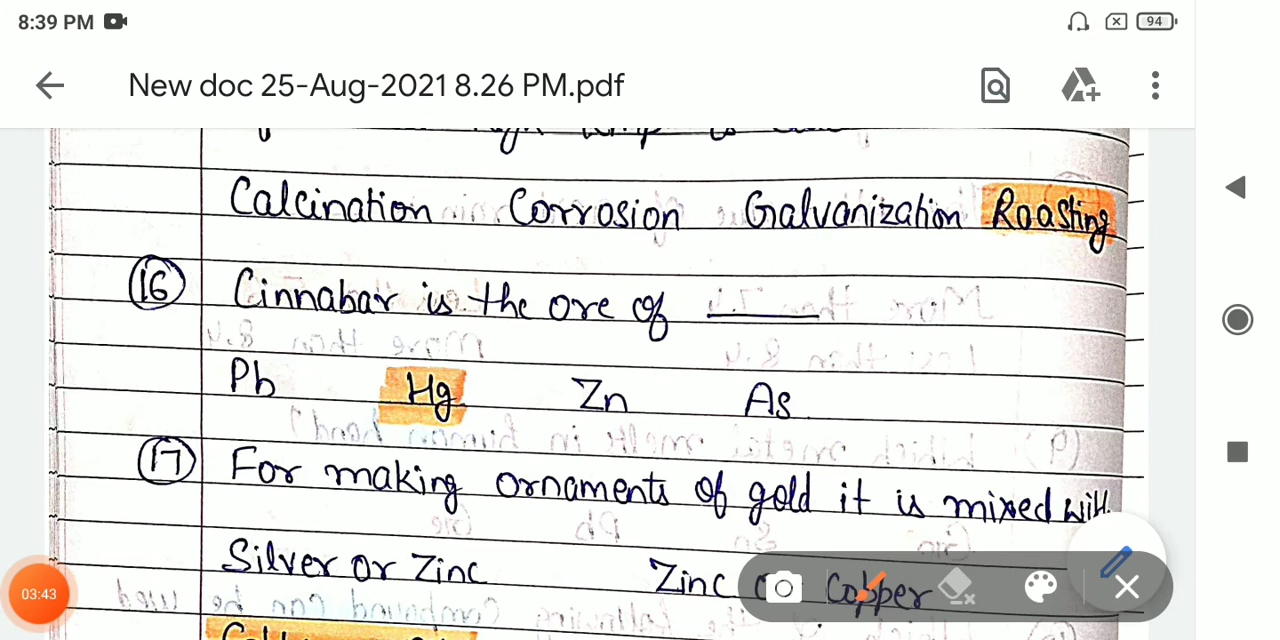 8:39 PM
94
New doc 25-Aug-2021 8.26 PM.pdf
Calcination Corrosion Galvanization Roasting
16 Cinnabar is the ore of ______
Pb Hg Zn As
17 For making ornaments of gold it is mixed with
Silver or Zinc Zinc Copper
03:43